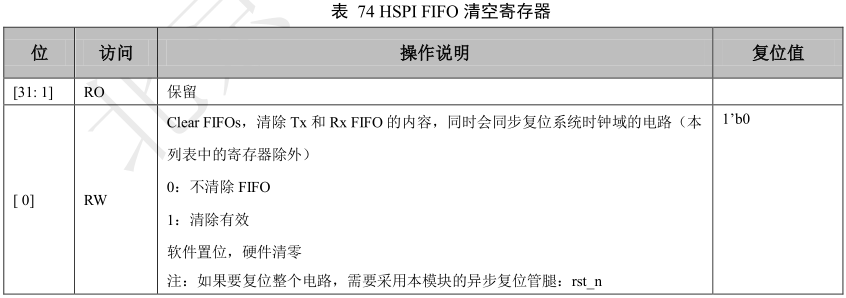 表 74 HSPI FIFO 清空寄存器
位 访问 操作说明 复位值
[31: 1] RO 保留
Clear FIFOs，清除 Tx 和 Rx FIFO 的内容，同时会同步复位系统时钟域的电路（本 1’b0
列表中的寄存器除外）
0：不清除 FIFO
[ 0] RW
1：清除有效
软件置位，硬件清零
注：如果要复位整个电路，需要采用本模块的异步复位管腿：rst_n